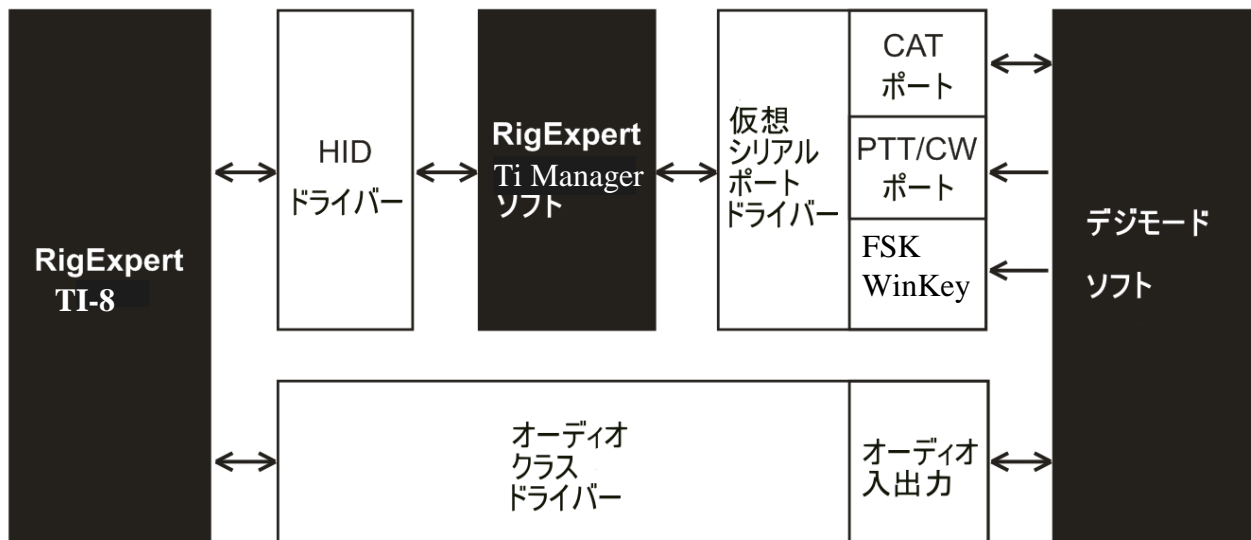 RigExpert
TI-8
HID
ドライバー
RigExpert
Ti Manager
ソフト
仮想
シリアル
ポート
ドライバー
CAT
ポート
PTT/CW
ポート
FSK
WinKey
デジモード
ソフト
オーディオ
クラス
ドライバー
オーディオ
入出力